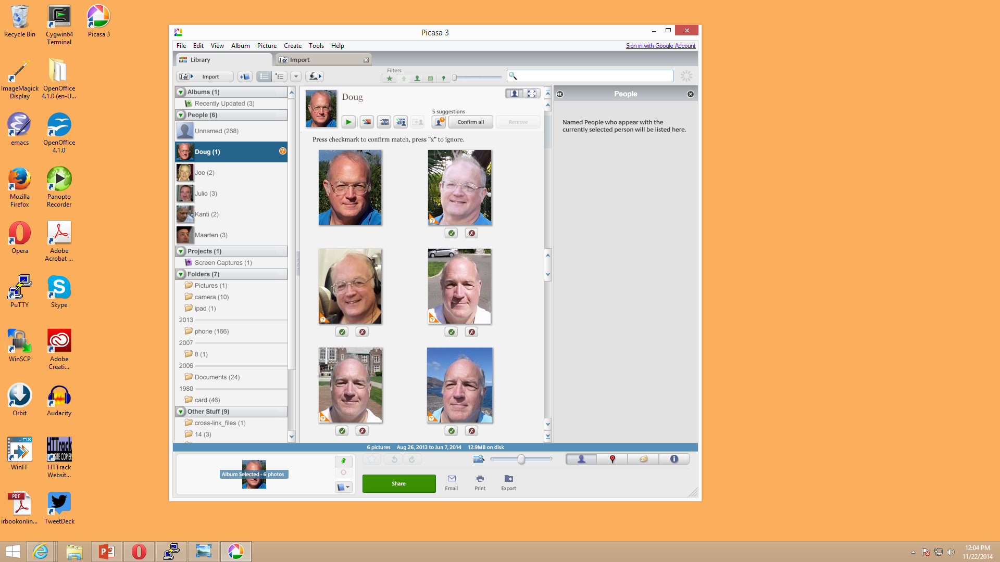 Recycle Bin
Cygwin64
Terminal
Picasa 3
ImageMagick
Display
OpenOffice
4.1.0 (en-U...
emacs
OpenOffice
4.1.0
Mozilla
Firefox
Panopto
Recorder
Opera
Adobe
Acrobat ...
PuTTY
Skype
WinSCP
Adobe
Creati...
Orbit
Audacity
WinFF
HTTrack
SITE COPIER
HTTrack
Websit...
PDF
irbookonlin...
TweetDeck
Picasa 3
File Edit View Album Picture Create Tools Help
Sign in with Google Account
Library
Import
Import
Filters
Albums (1)
Recently Updated (3)
People (6)
Unnamed (268)
Doug (1)
Joe (2)
Julio (3)
Kanti (2)
Maarten (3)
Projects (1)
Screen Captures (1)
Folders (7)
Pictures (1)
camera (10)
ipad (1)
2013
phone (166)
2007
8 (1)
2006
Documents (24)
1980
card (46)
Other Stuff (9)
cross-link_files (1)
14 (3)
Doug
5 suggestions
Confirm all
Remove
Press checkmark to confirm match, press "x" to ignore.
People
Named People who appear with the
currently selected person will be listed here.
6 pictures Aug 26, 2013 to Jun 7, 2014 12.9MB on disk
Album Selected - 6 photos
Share
Email
Print
Export
12:04 PM
11/22/2014